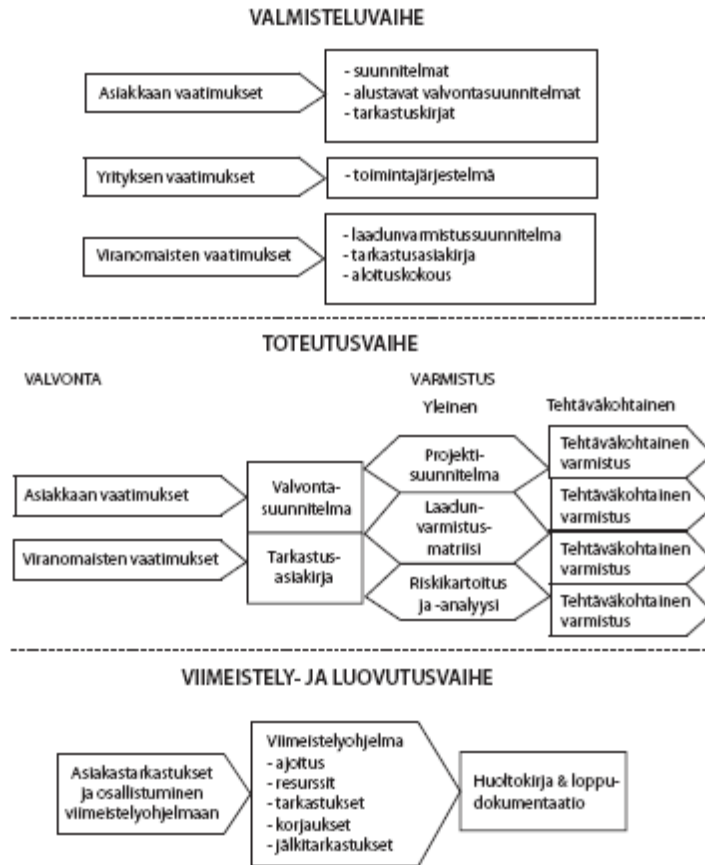 VALMISTELUVAIHE
Asiakkaan vaatimukset
- suunnitelmat
- alustavat valvontasuunnitelmat
- tarkastuskirjat
Yrityksen vaatimukset
- toimintajärjestelmä
Viranomaisten vaatimukset
- laadunvarmistussuunnitelma
- tarkastusasiakirja
- aloituskokous
TOTEUTUSVAIHE
VALVONTA
VARMISTUS
Yleinen
Tehtäväkohtainen
Asiakkaan vaatimukset
Viranomaisten vaatimukset
Valvonta-
suunnitelma
Tarkastus-
asiakirja
Projekti-
suunnitelma
Laadun-
varmistus-
matriisi
Riskikartoitus
ja -analyysi
Tehtäväkohtainen
varmistus
Tehtäväkohtainen
varmistus
Tehtäväkohtainen
varmistus
Tehtäväkohtainen
varmistus
VIIMEISTELY- JA LUOVUTUSVAIHE
Asiakastarkastukset
ja osallistuminen
viimeistelyohjelmaan
Viimeistelyohjelma
- ajoitus
- resurssit
- tarkastukset
- korjaukset
- jälkitarkastukset
Huoltokirja & loppu-
dokumentaatio